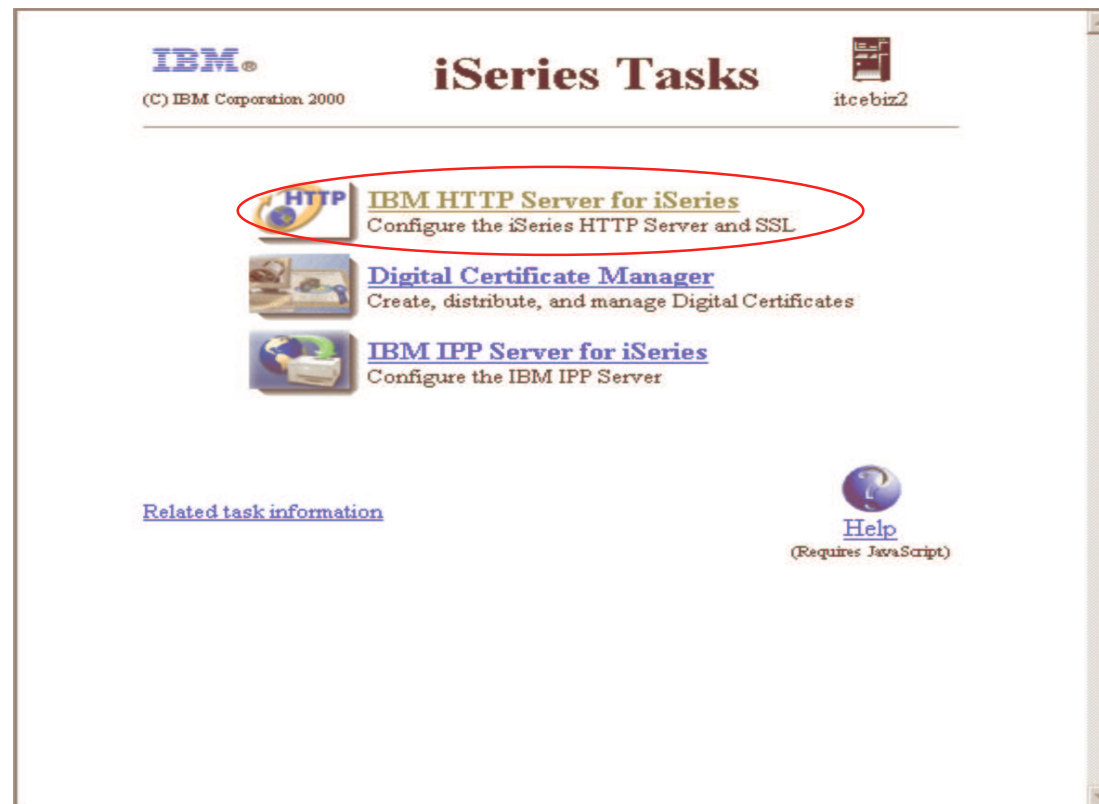 IBM®
(C) IBM Corporation 2000
iSeries Tasks
itcebiz2
HTTP
IBM HTTP Server for iSeries
Configure the iSeries HTTP Server and SSL
Digital Certificate Manager
Create, distribute, and manage Digital Certificates
IBM IPP Server for iSeries
Configure the IBM IPP Server
Related task information
Help
(Requires JavaScript)